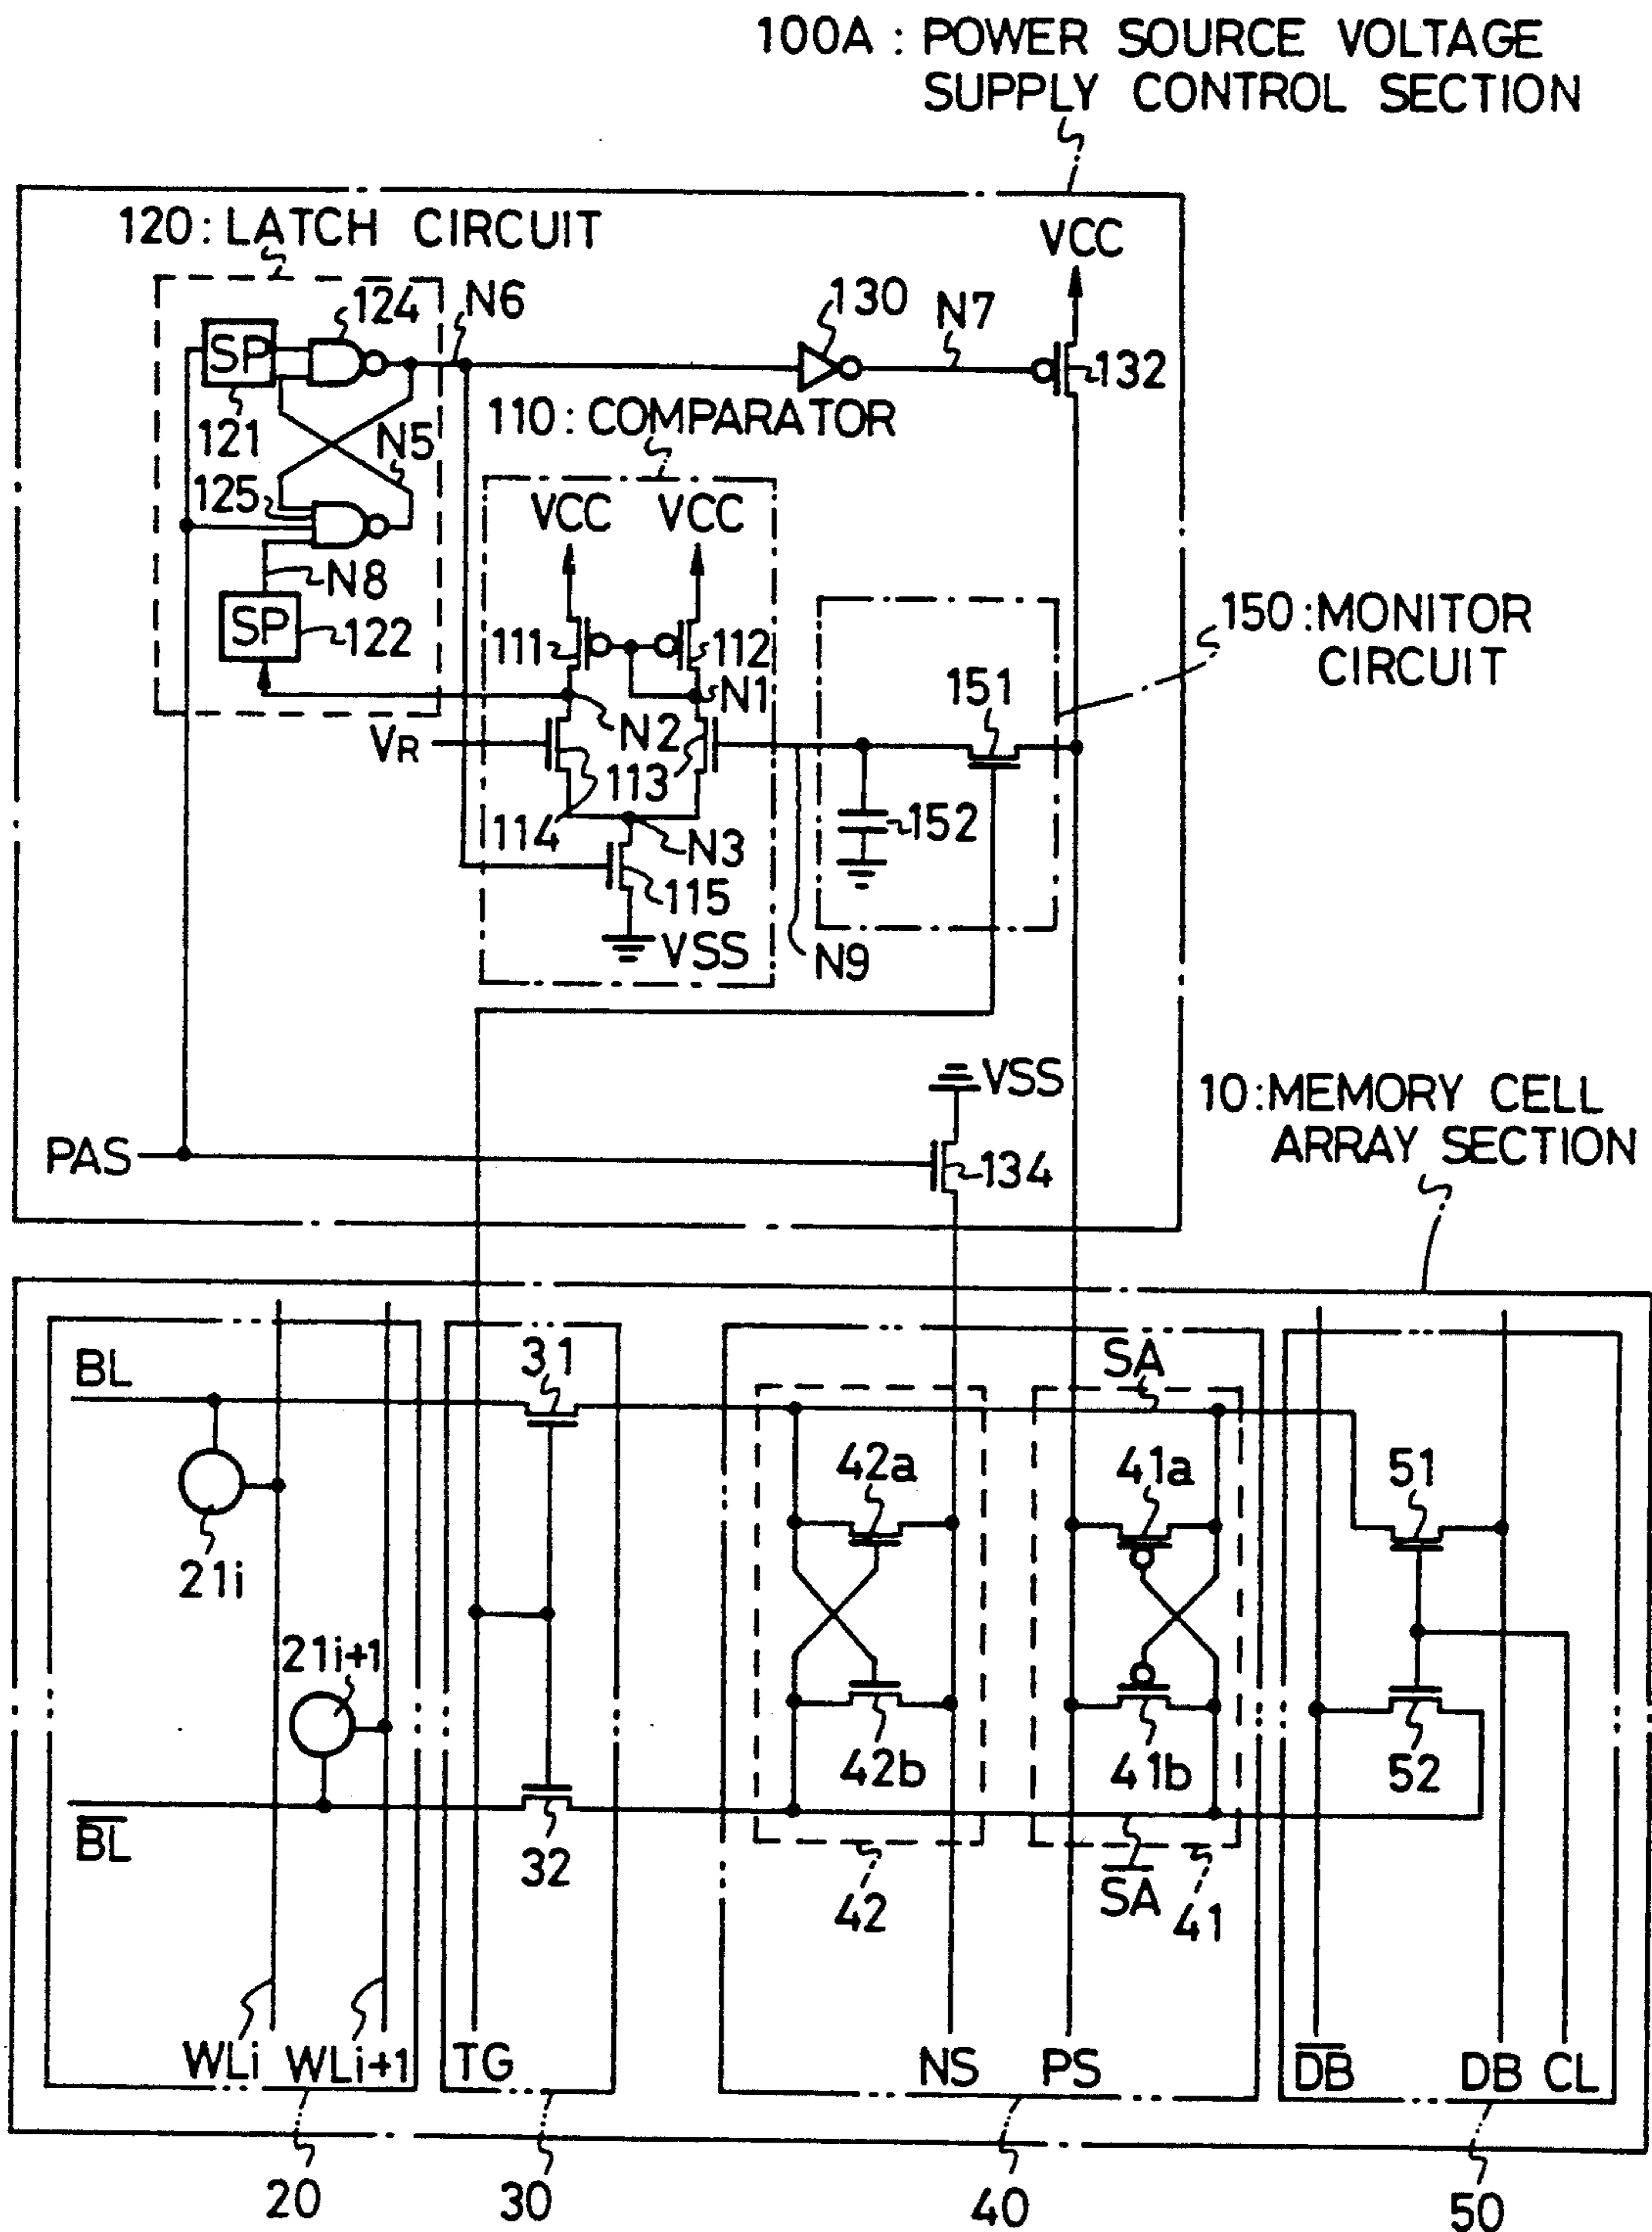 100A : POWER SOURCE VOLTAGE
SUPPLY CONTROL SECTION
120 : LATCH CIRCUIT
VCC
124
N6
130
N7
SP
132
110 : COMPARATOR
121
N5
125
VCC VCC
N8
150 : MONITOR
CIRCUIT
SP
122
111
112
N1
151
VR
N2
113
114
152
N3
115
VSS
N9
VSS
10 : MEMORY CELL
ARRAY SECTION
PAS
134
BL
31
SA
42a
41a
51
21i
21i+1
42b
41b
52
B̅L̅
32
42
S̅A̅
41
WLi WLi+1 TG NS PS D̅B̅ DB CL
20 30 40 50